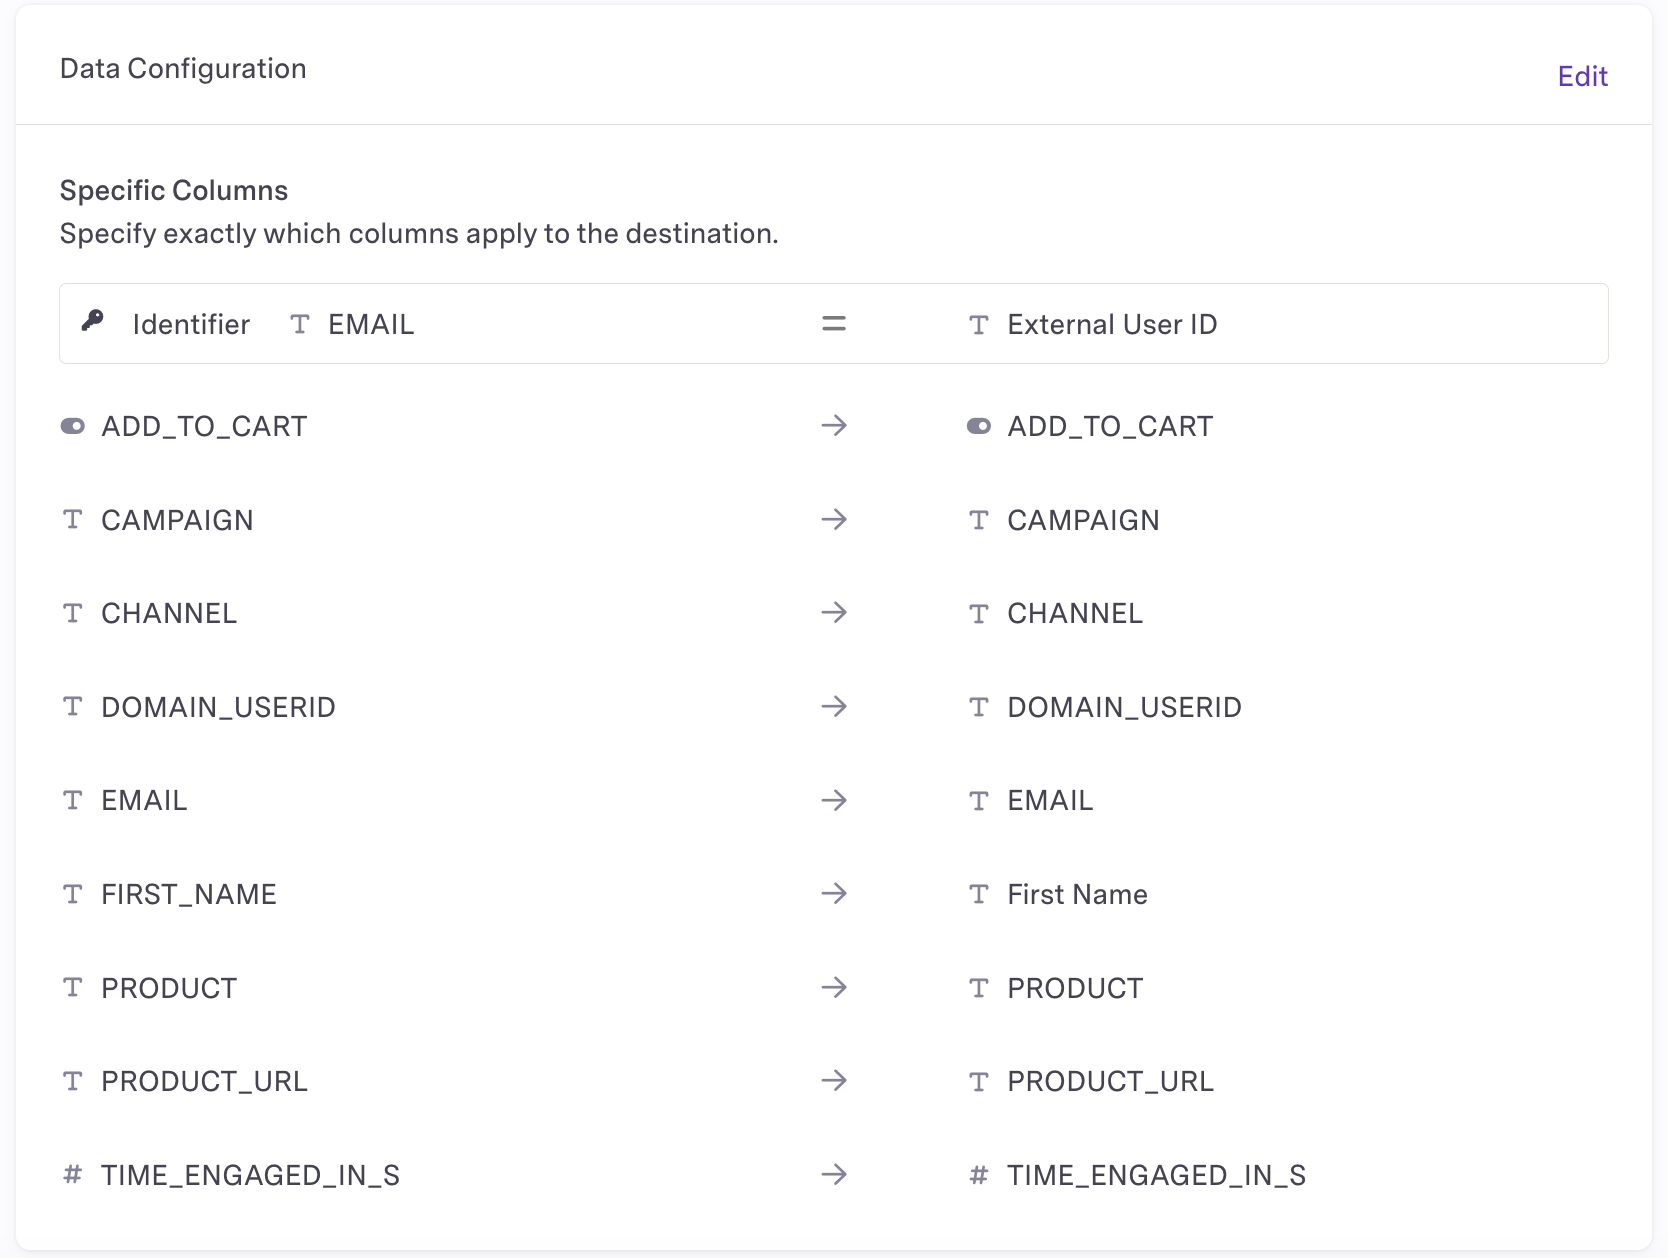 Data Configuration
Edit
Specific Columns
Specify exactly which columns apply to the destination.
Identifier EMAIL = External User ID
ADD_TO_CART → ADD_TO_CART
CAMPAIGN → CAMPAIGN
CHANNEL → CHANNEL
DOMAIN_USERID → DOMAIN_USERID
EMAIL → EMAIL
FIRST_NAME → First Name
PRODUCT → PRODUCT
PRODUCT_URL → PRODUCT_URL
# TIME_ENGAGED_IN_S → # TIME_ENGAGED_IN_S